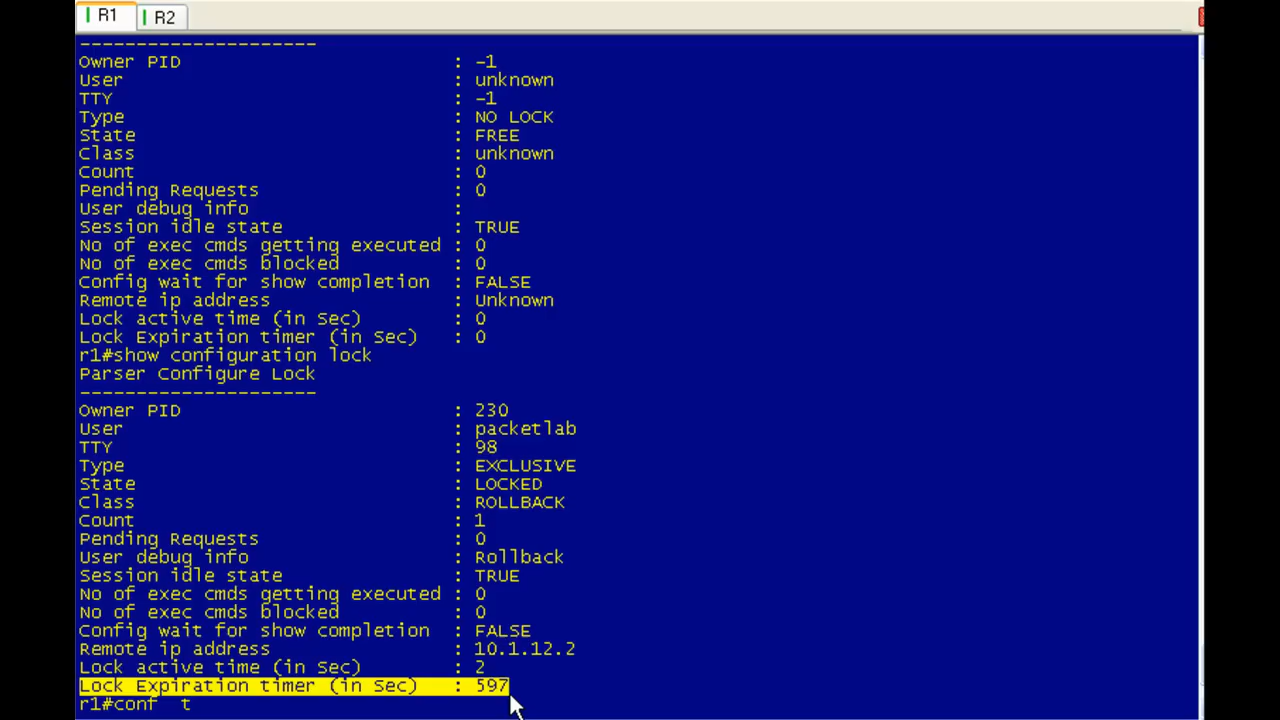 R1
R2
---------------------
Owner PID : -1
User : unknown
TTY : -1
Type : NO LOCK
State : FREE
Class : unknown
Count : 0
Pending Requests : 0
User debug info :
Session idle state : TRUE
No of exec cmds getting executed : 0
No of exec cmds blocked : 0
Config wait for show completion : FALSE
Remote ip address : Unknown
Lock active time (in Sec) : 0
Lock Expiration timer (in Sec) : 0
r1#show configuration lock
Parser Configure Lock
---------------------
Owner PID : 230
User : packetlab
TTY : 98
Type : EXCLUSIVE
State : LOCKED
Class : ROLLBACK
Count : 1
Pending Requests : 0
User debug info : Rollback
Session idle state : TRUE
No of exec cmds getting executed : 0
No of exec cmds blocked : 0
Config wait for show completion : FALSE
Remote ip address : 10.1.12.2
Lock active time (in Sec) : 2
Lock Expiration timer (in Sec) : 597
r1#conf  t